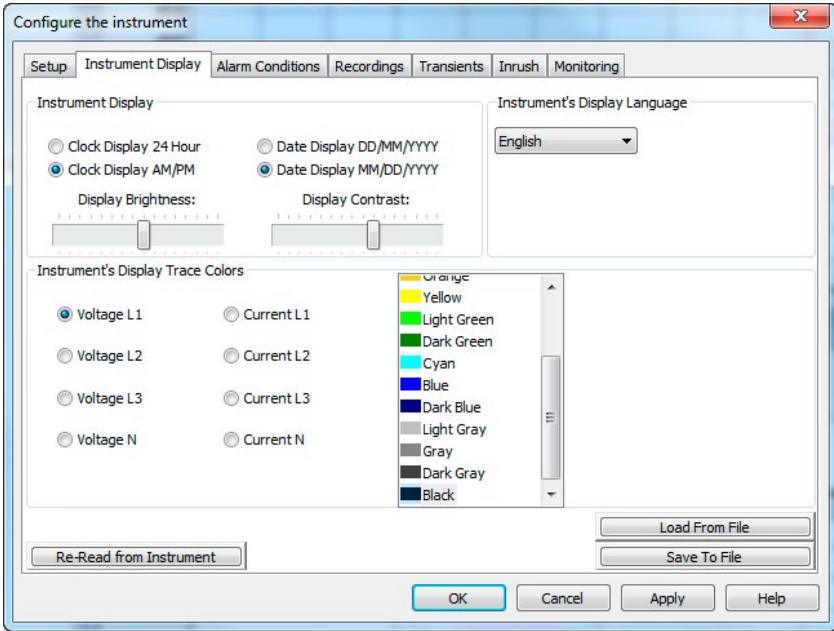 Configure the instrument
Setup Instrument Display Alarm Conditions Recordings Transients Inrush Monitoring
Instrument Display
Clock Display 24 Hour
Date Display DD/MM/YYYY
Clock Display AM/PM
Date Display MM/DD/YYYY
Display Brightness:
Display Contrast:
Instrument's Display Language
English
Instrument's Display Trace Colors
Voltage L1
Current L1
Voltage L2
Current L2
Voltage L3
Current L3
Voltage N
Current N
Orange
Yellow
Light Green
Dark Green
Cyan
Blue
Dark Blue
Light Gray
Gray
Dark Gray
Black
Load From File
Re-Read from Instrument
Save To File
OK Cancel Apply Help